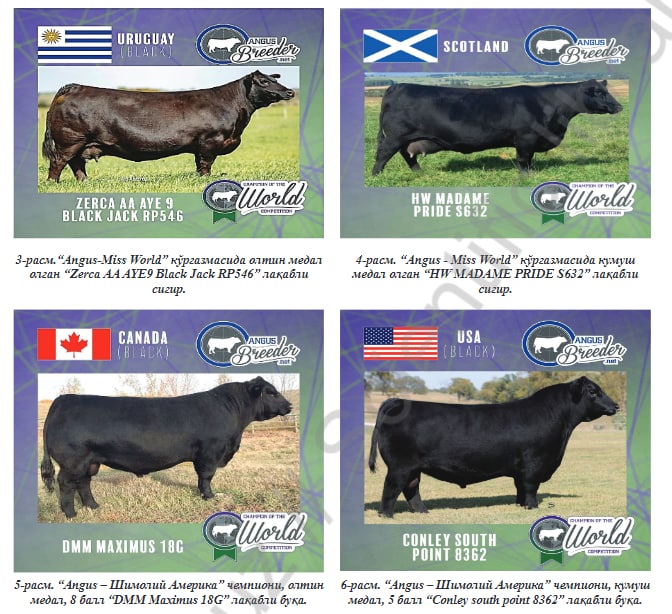 URUGUAY
(BLACK)
ANGUS
Breeder
.net
ZERCA AA AYE 9
BLACK JACK RP546
CHAMPION OF THE
World
COMPETITION
SCOTLAND
ANGUS
Breeder
.net
HW MADAME
PRIDE S632
CHAMPION OF THE
World
COMPETITION
3-расм. “Angus-Miss World” кўргазмасида олтин медал
олган “Zerca AA AYE9 Black Jack RP546” лақабли
сигир.
4-расм. “Angus - Miss World” кўргазмасида кумуш
медал олган “HW MADAME PRIDE S632” лақабли
сигир.
CANADA
(BLACK)
ANGUS
Breeder
.net
DMM MAXIMUS 18G
CHAMPION OF THE
World
COMPETITION
USA
(BLACK)
ANGUS
Breeder
.net
CONLEY SOUTH
POINT 8362
CHAMPION OF THE
World
COMPETITION
5-расм. “Angus – Шимолий Америка” чемпиони, олтин
медал, 8 балл “DMM Maximus 18G” лақабли буқа.
6-расм. “Angus – Шимолий Америка” чемпиони, кумуш
медал, 5 балл “Conley south point 8362” лақабли буқа.